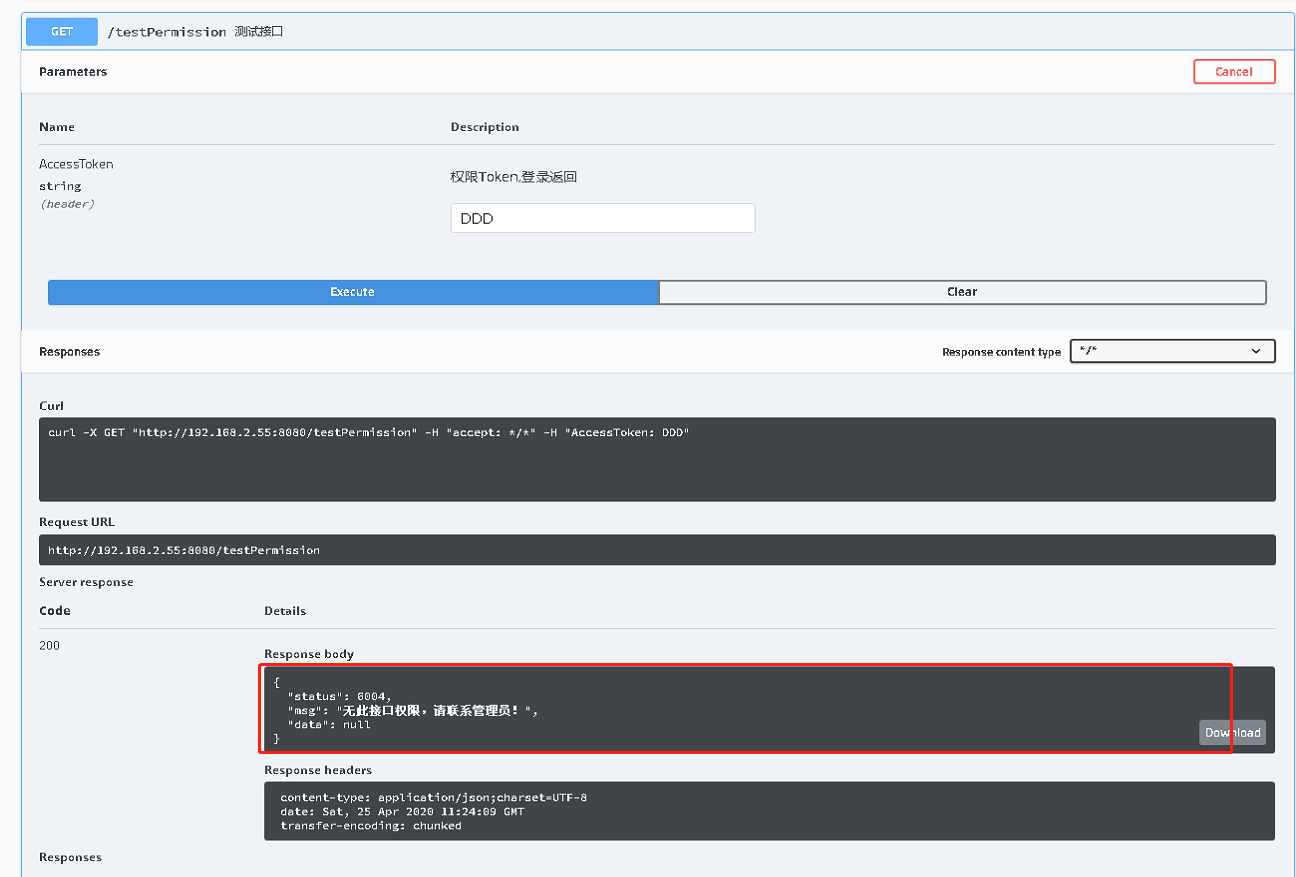 GET /testPermission 测试接口
Parameters
Cancel
Name Description
AccessToken
string
(header)
权限Token,登录返回
DDD
Execute Clear
Responses
Response content type */*
Curl
curl -X GET "http://192.168.2.55:8080/testPermission" -H "accept: */*" -H "AccessToken: DDD"
Request URL
http://192.168.2.55:8080/testPermission
Server response
Code Details
200
Response body
{
"status": 6004,
"msg": "无此接口权限，请联系管理员！",
"data": null
}
Download
Response headers
content-type: application/json;charset=UTF-8
date: Sat, 25 Apr 2020 11:24:09 GMT
transfer-encoding: chunked
Responses